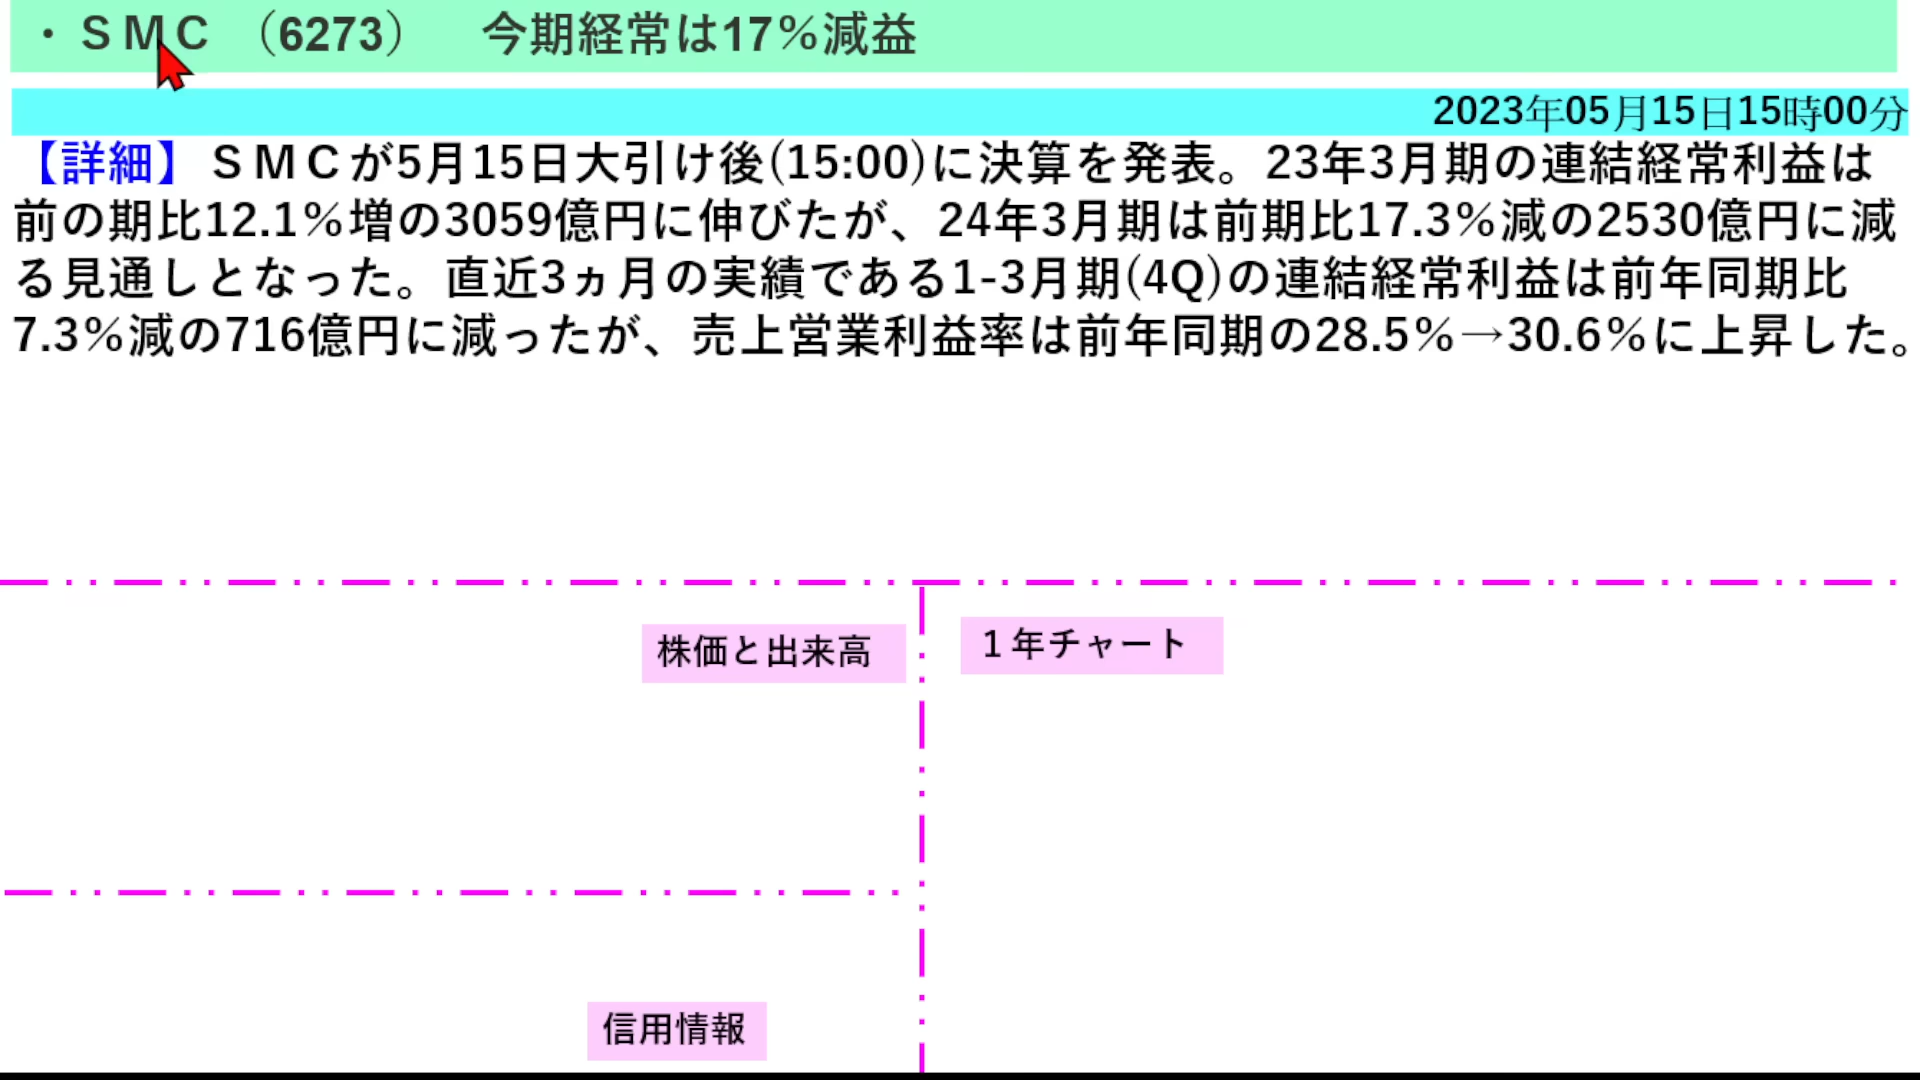 ・ＳＭＣ （6273） 今期経常は17％減益
2023年05月15日15時00分
【詳細】ＳＭＣが5月15日大引け後(15:00)に決算を発表。23年3月期の連結経常利益は
前の期比12.1％増の3059億円に伸びたが、24年3月期は前期比17.3％減の2530億円に減
る見通しとなった。直近3ヵ月の実績である1-3月期(4Q)の連結経常利益は前年同期比
7.3％減の716億円に減ったが、売上営業利益率は前年同期の28.5％→30.6％に上昇した。
株価と出来高
１年チャート
信用情報